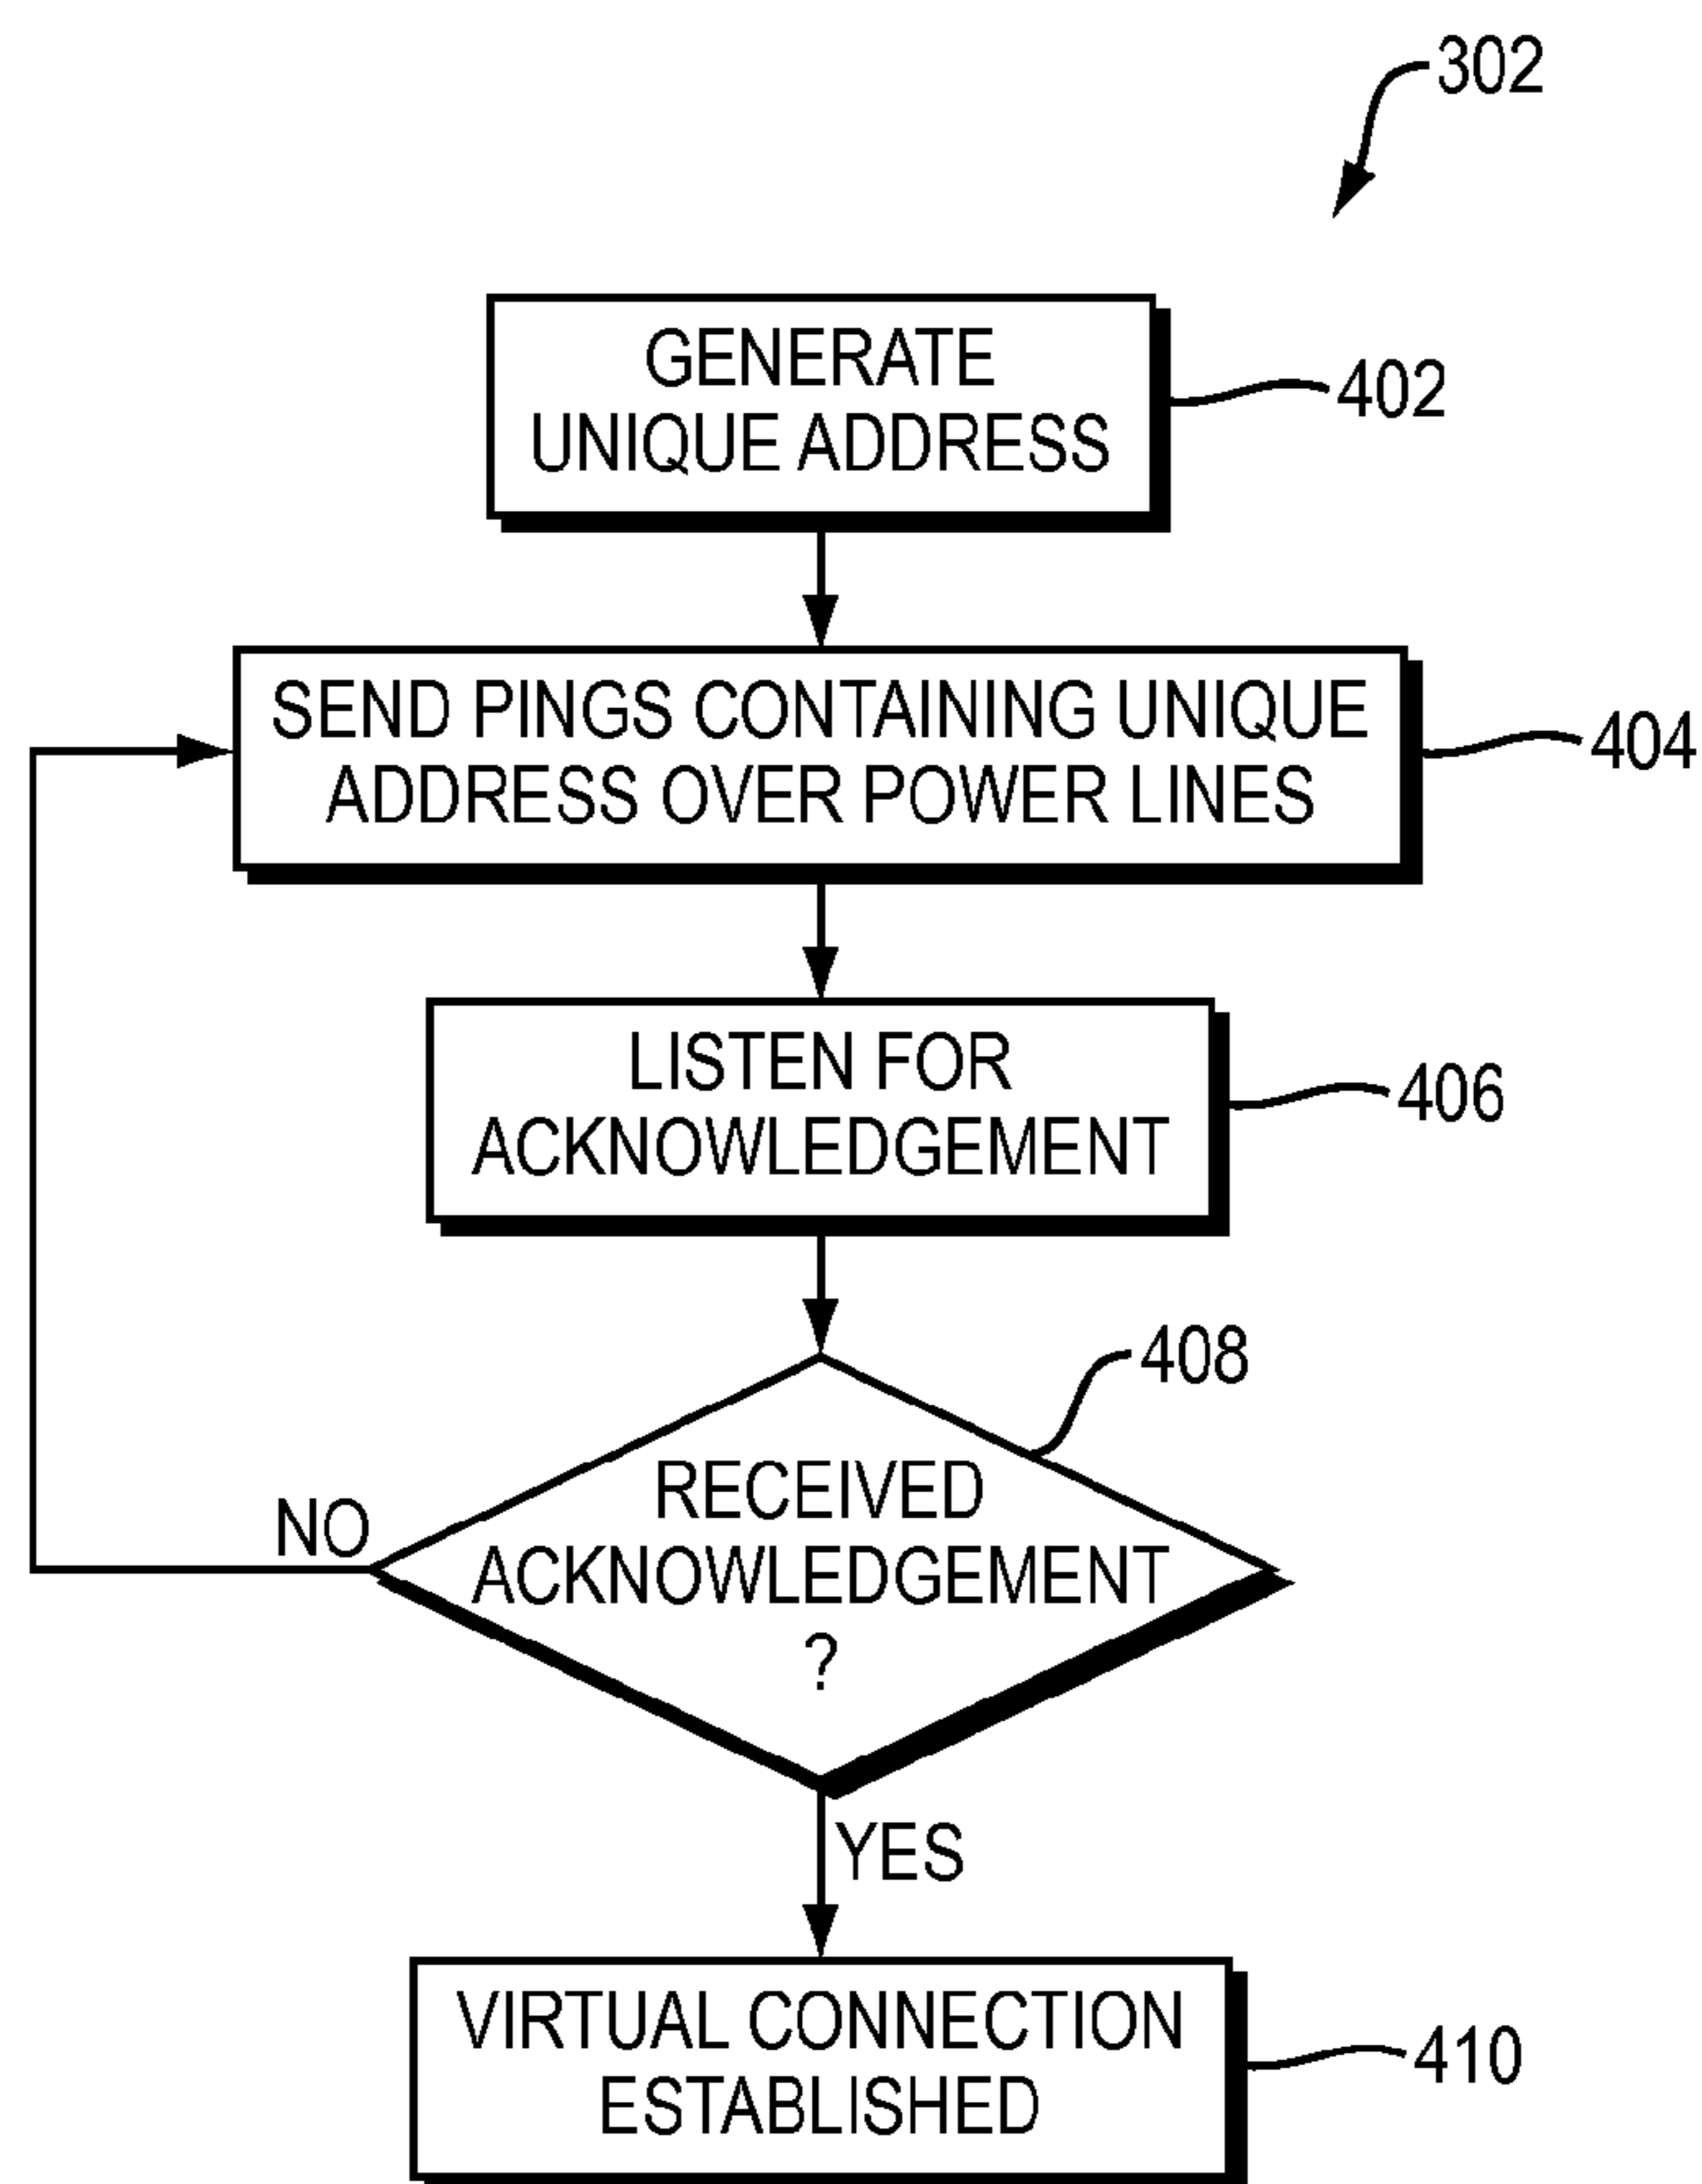 302
GENERATE
UNIQUE ADDRESS
402
SEND PINGS CONTAINING UNIQUE
ADDRESS OVER POWER LINES
404
LISTEN FOR
ACKNOWLEDGEMENT
406
408
RECEIVED
ACKNOWLEDGEMENT
?
NO
YES
VIRTUAL CONNECTION
ESTABLISHED
410